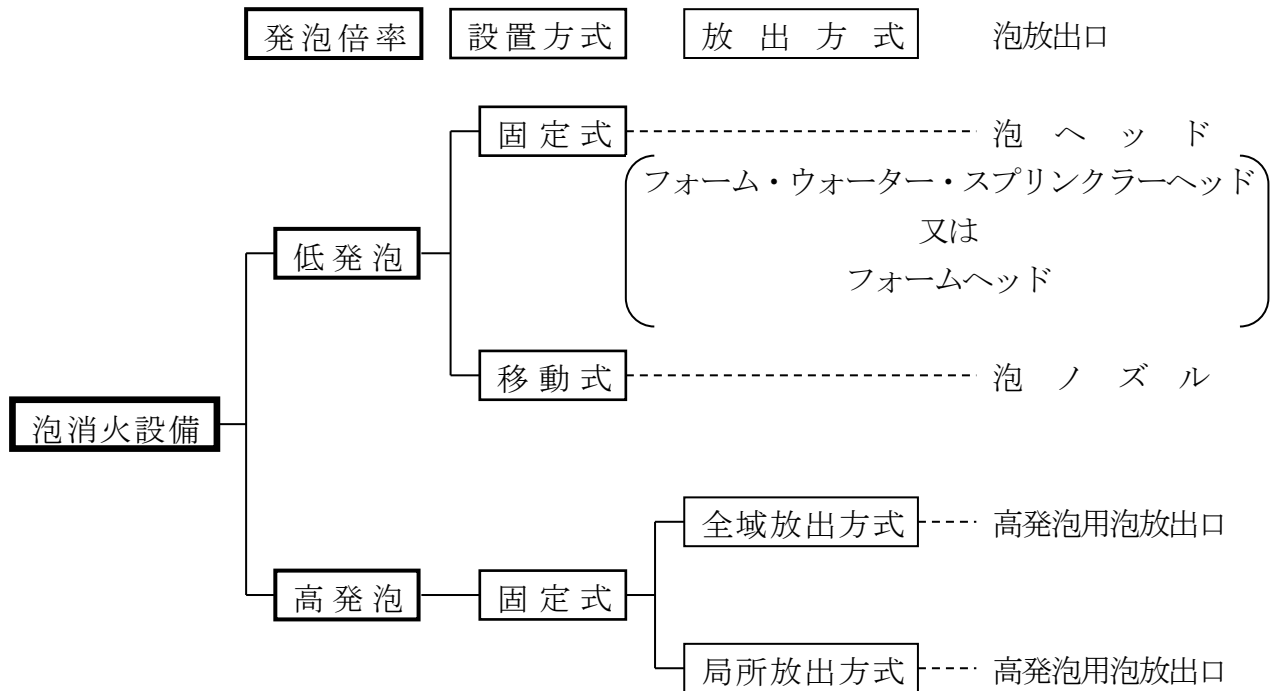 発泡倍率 設置方式 放出方式 泡放出口
固定式 泡ヘッド
フォーム・ウォーター・スプリンクラーヘッド
又は
フォームヘッド
低発泡
移動式 泡ノズル
泡消火設備
全域放出方式 高発泡用泡放出口
高発泡 固定式
局所放出方式 高発泡用泡放出口